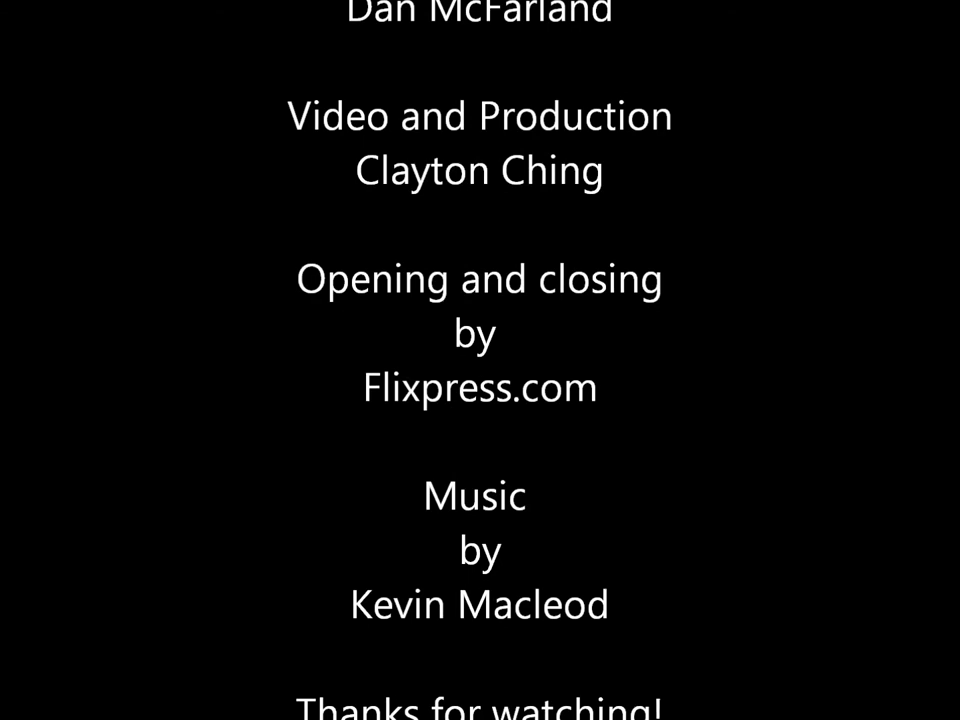 Dan McFarland
Video and Production
Clayton Ching
Opening and closing
by
Flixpress.com
Music
by
Kevin Macleod
Thanks for watching!